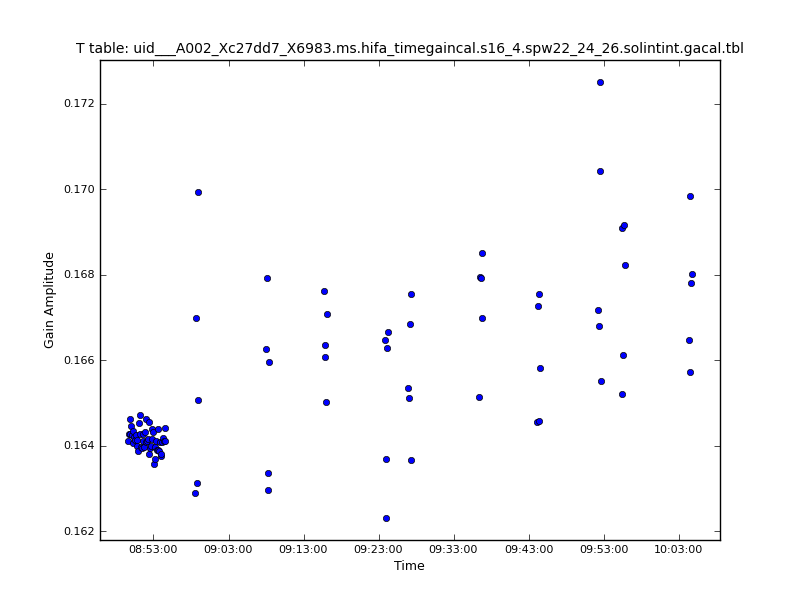 T table: uid___A002_Xc27dd7_X6983.ms.hifa_timegaincal.s16_4.spw22_24_26.solintint.gacal.tbl
0.172
0.170
0.168
0.166
0.164
0.162
Gain Amplitude
08:53:00 09:03:00 09:13:00 09:23:00 09:33:00 09:43:00 09:53:00 10:03:00
Time